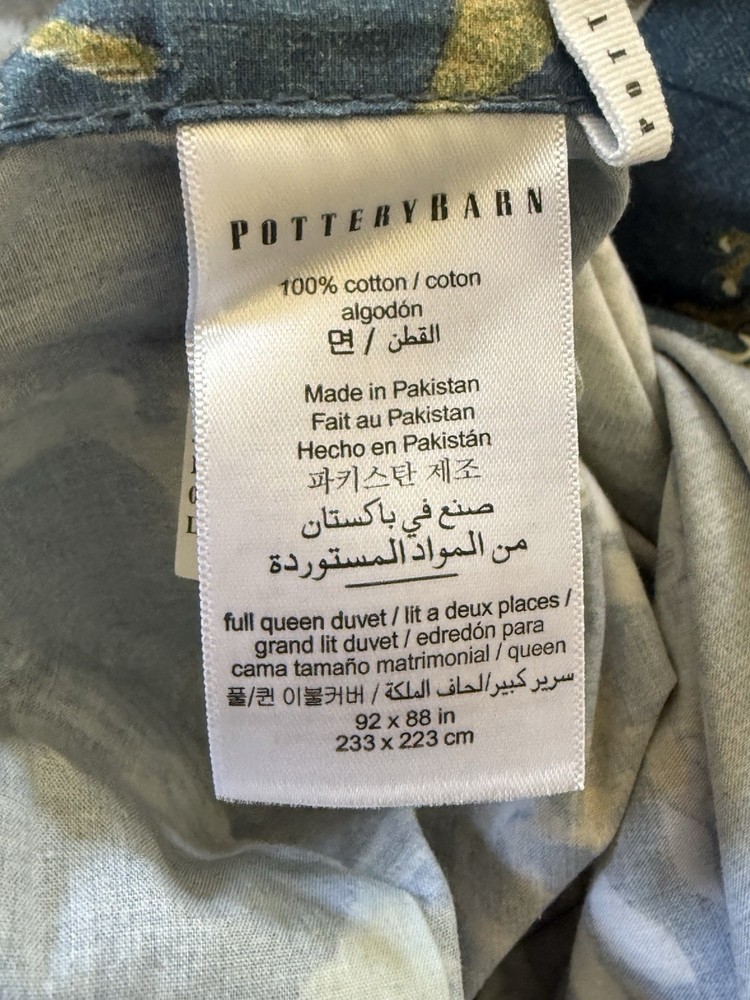 POTT
POTTERYBARN
100% cotton / coton
algodón
면 / القطن
Made in Pakistan
Fait au Pakistan
Hecho en Pakistán
파키스탄 제조
صنع في باكستان
من المواد المستوردة
full queen duvet / lit a deux places /
grand lit duvet / edredón para
cama tamaño matrimonial / queen
풀/퀸 이불커버 / سرير كبير/لحاف الملكة
92 x 88 in
233 x 223 cm